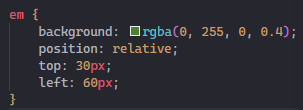 em {
    background: rgba(0, 255, 0, 0.4);
    position: relative;
    top: 30px;
    left: 60px;
}